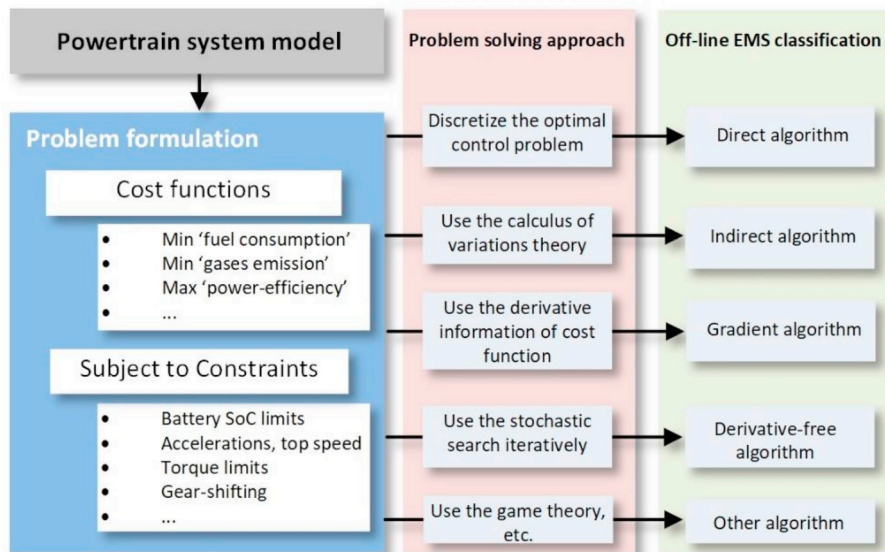 Powertrain system model
Problem formulation
Cost functions
• Min ‘fuel consumption’
• Min ‘gases emission’
• Max ‘power-efficiency’
• ...
Subject to Constraints
• Battery SoC limits
• Accelerations, top speed
• Torque limits
• Gear-shifting
• ...
Problem solving approach
Discretize the optimal
control problem
Use the calculus of
variations theory
Use the derivative
information of cost
function
Use the stochastic
search iteratively
Use the game theory,
etc.
Off-line EMS classification
Direct algorithm
Indirect algorithm
Gradient algorithm
Derivative-free
algorithm
Other algorithm